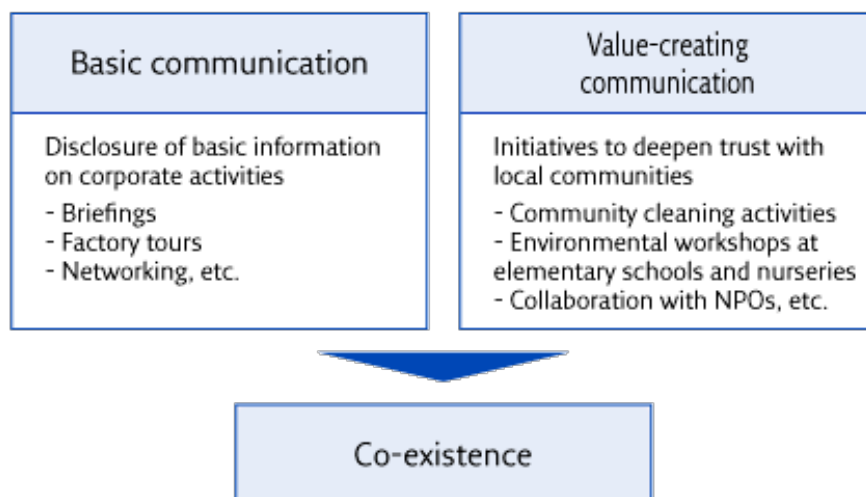 Basic communication
Disclosure of basic information
on corporate activities
- Briefings
- Factory tours
- Networking, etc.
Value-creating
communication
Initiatives to deepen trust with
local communities
- Community cleaning activities
- Environmental workshops at
elementary schools and nurseries
- Collaboration with NPOs, etc.
Co-existence